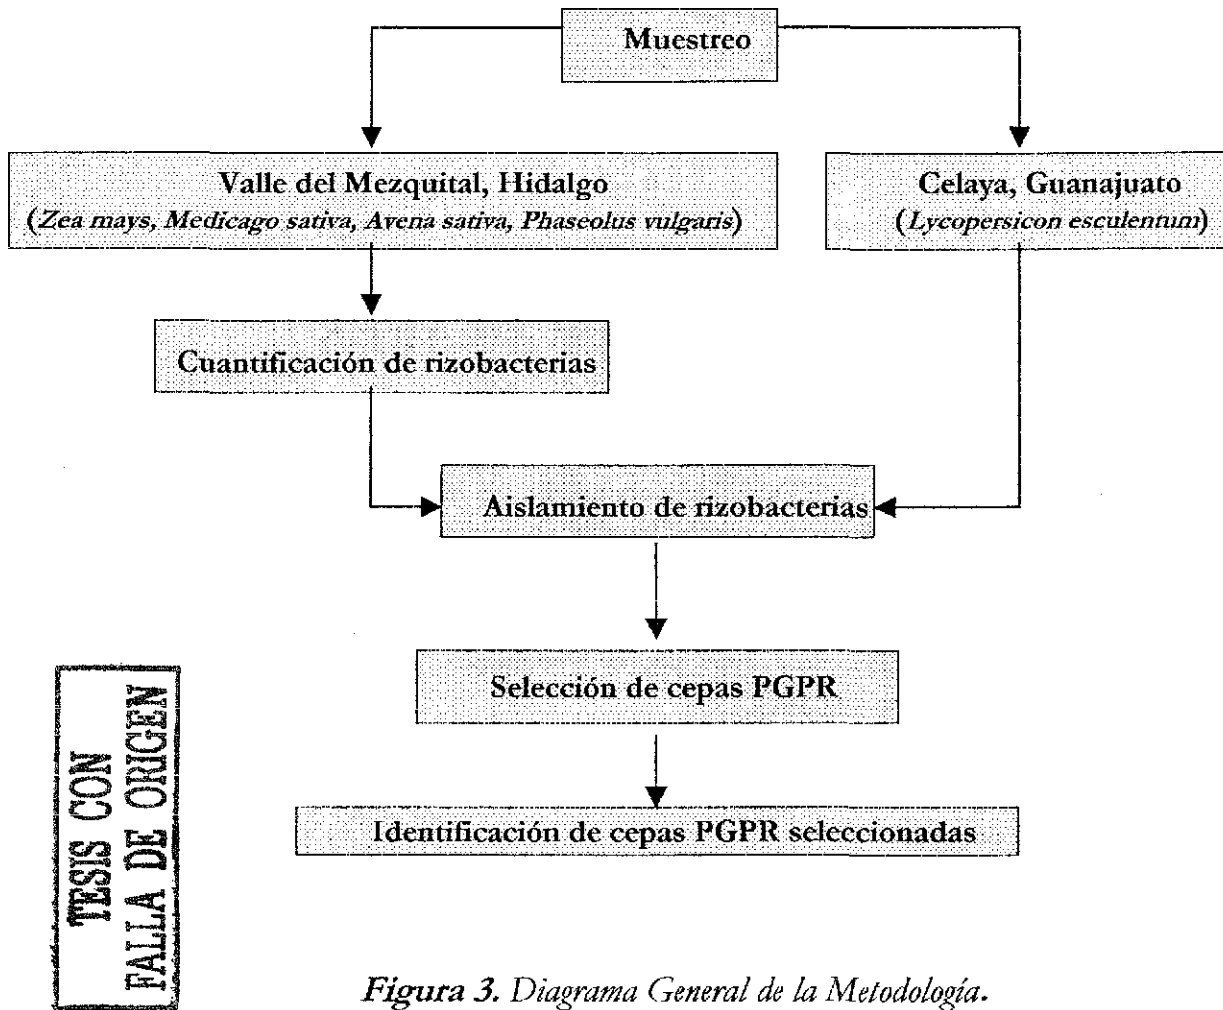 Muestreo
Valle del Mezquital, Hidalgo
(Zea mays, Medicago sativa, Avena sativa, Phaseolus vulgaris)
Celaya, Guanajuato
(Lycopersicon esculentum)
Cuantificación de rizobacterias
Aislamiento de rizobacterias
Selección de cepas PGPR
Identificación de cepas PGPR seleccionadas
TESIS CON
FALLA DE ORIGEN
Figura 3. Diagrama General de la Metodología.